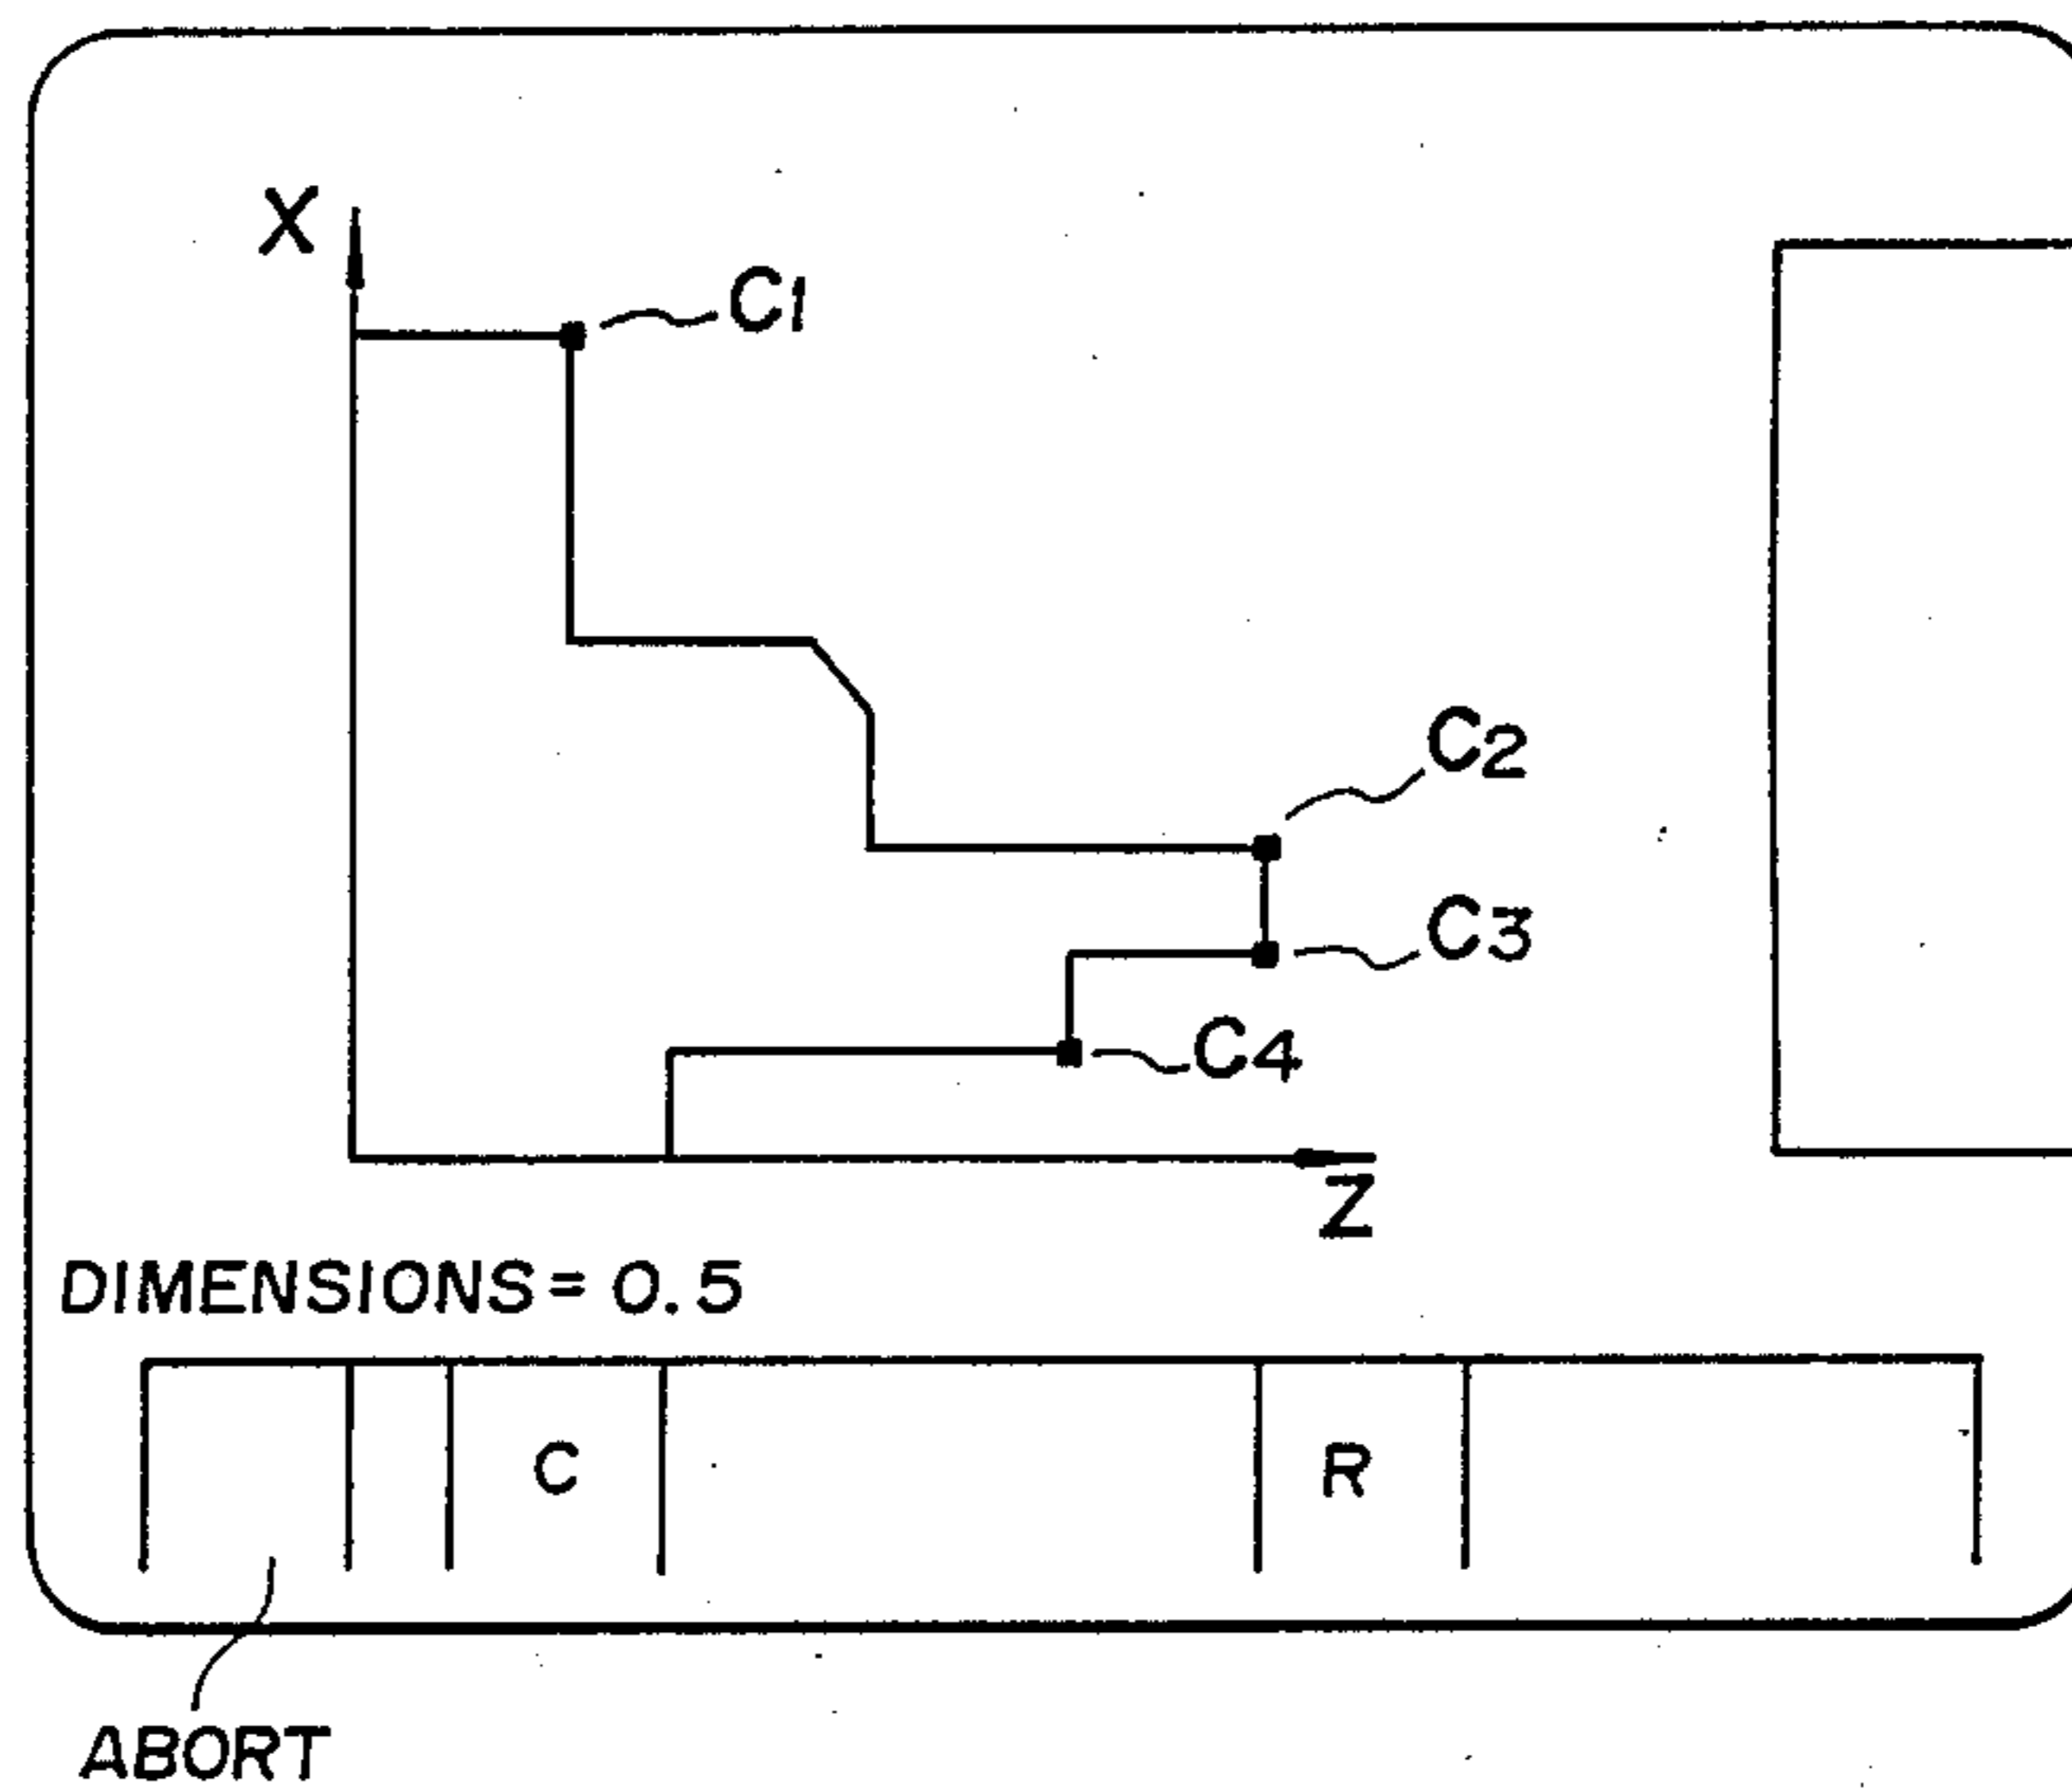 X
C1
C2
C3
C4
Z
DIMENSIONS = 0.5
C
R
ABORT